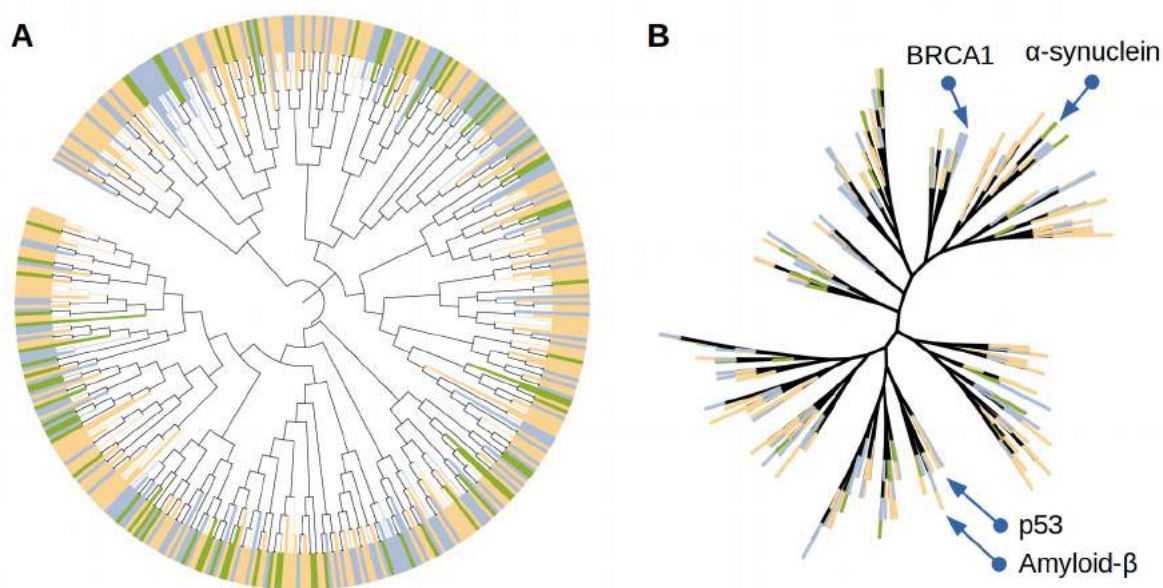 A
B
BRCA1
α-synuclein
p53
Amyloid-β